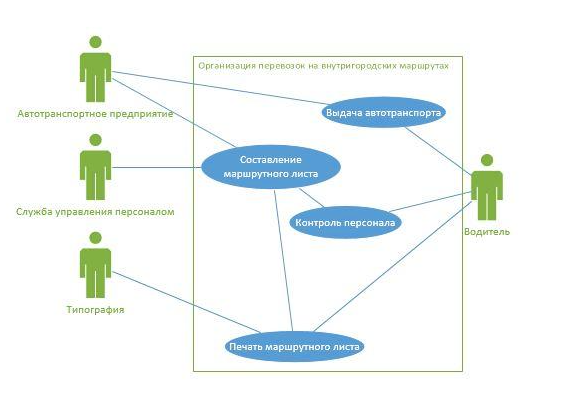 Организация перевозок на внутригородских маршрутах
Автотранспортное предприятие
Выдача автотранспорта
Составление
маршрутного листа
Служба управления персоналом
Контроль персонала
Водитель
Типография
Печать маршрутного листа